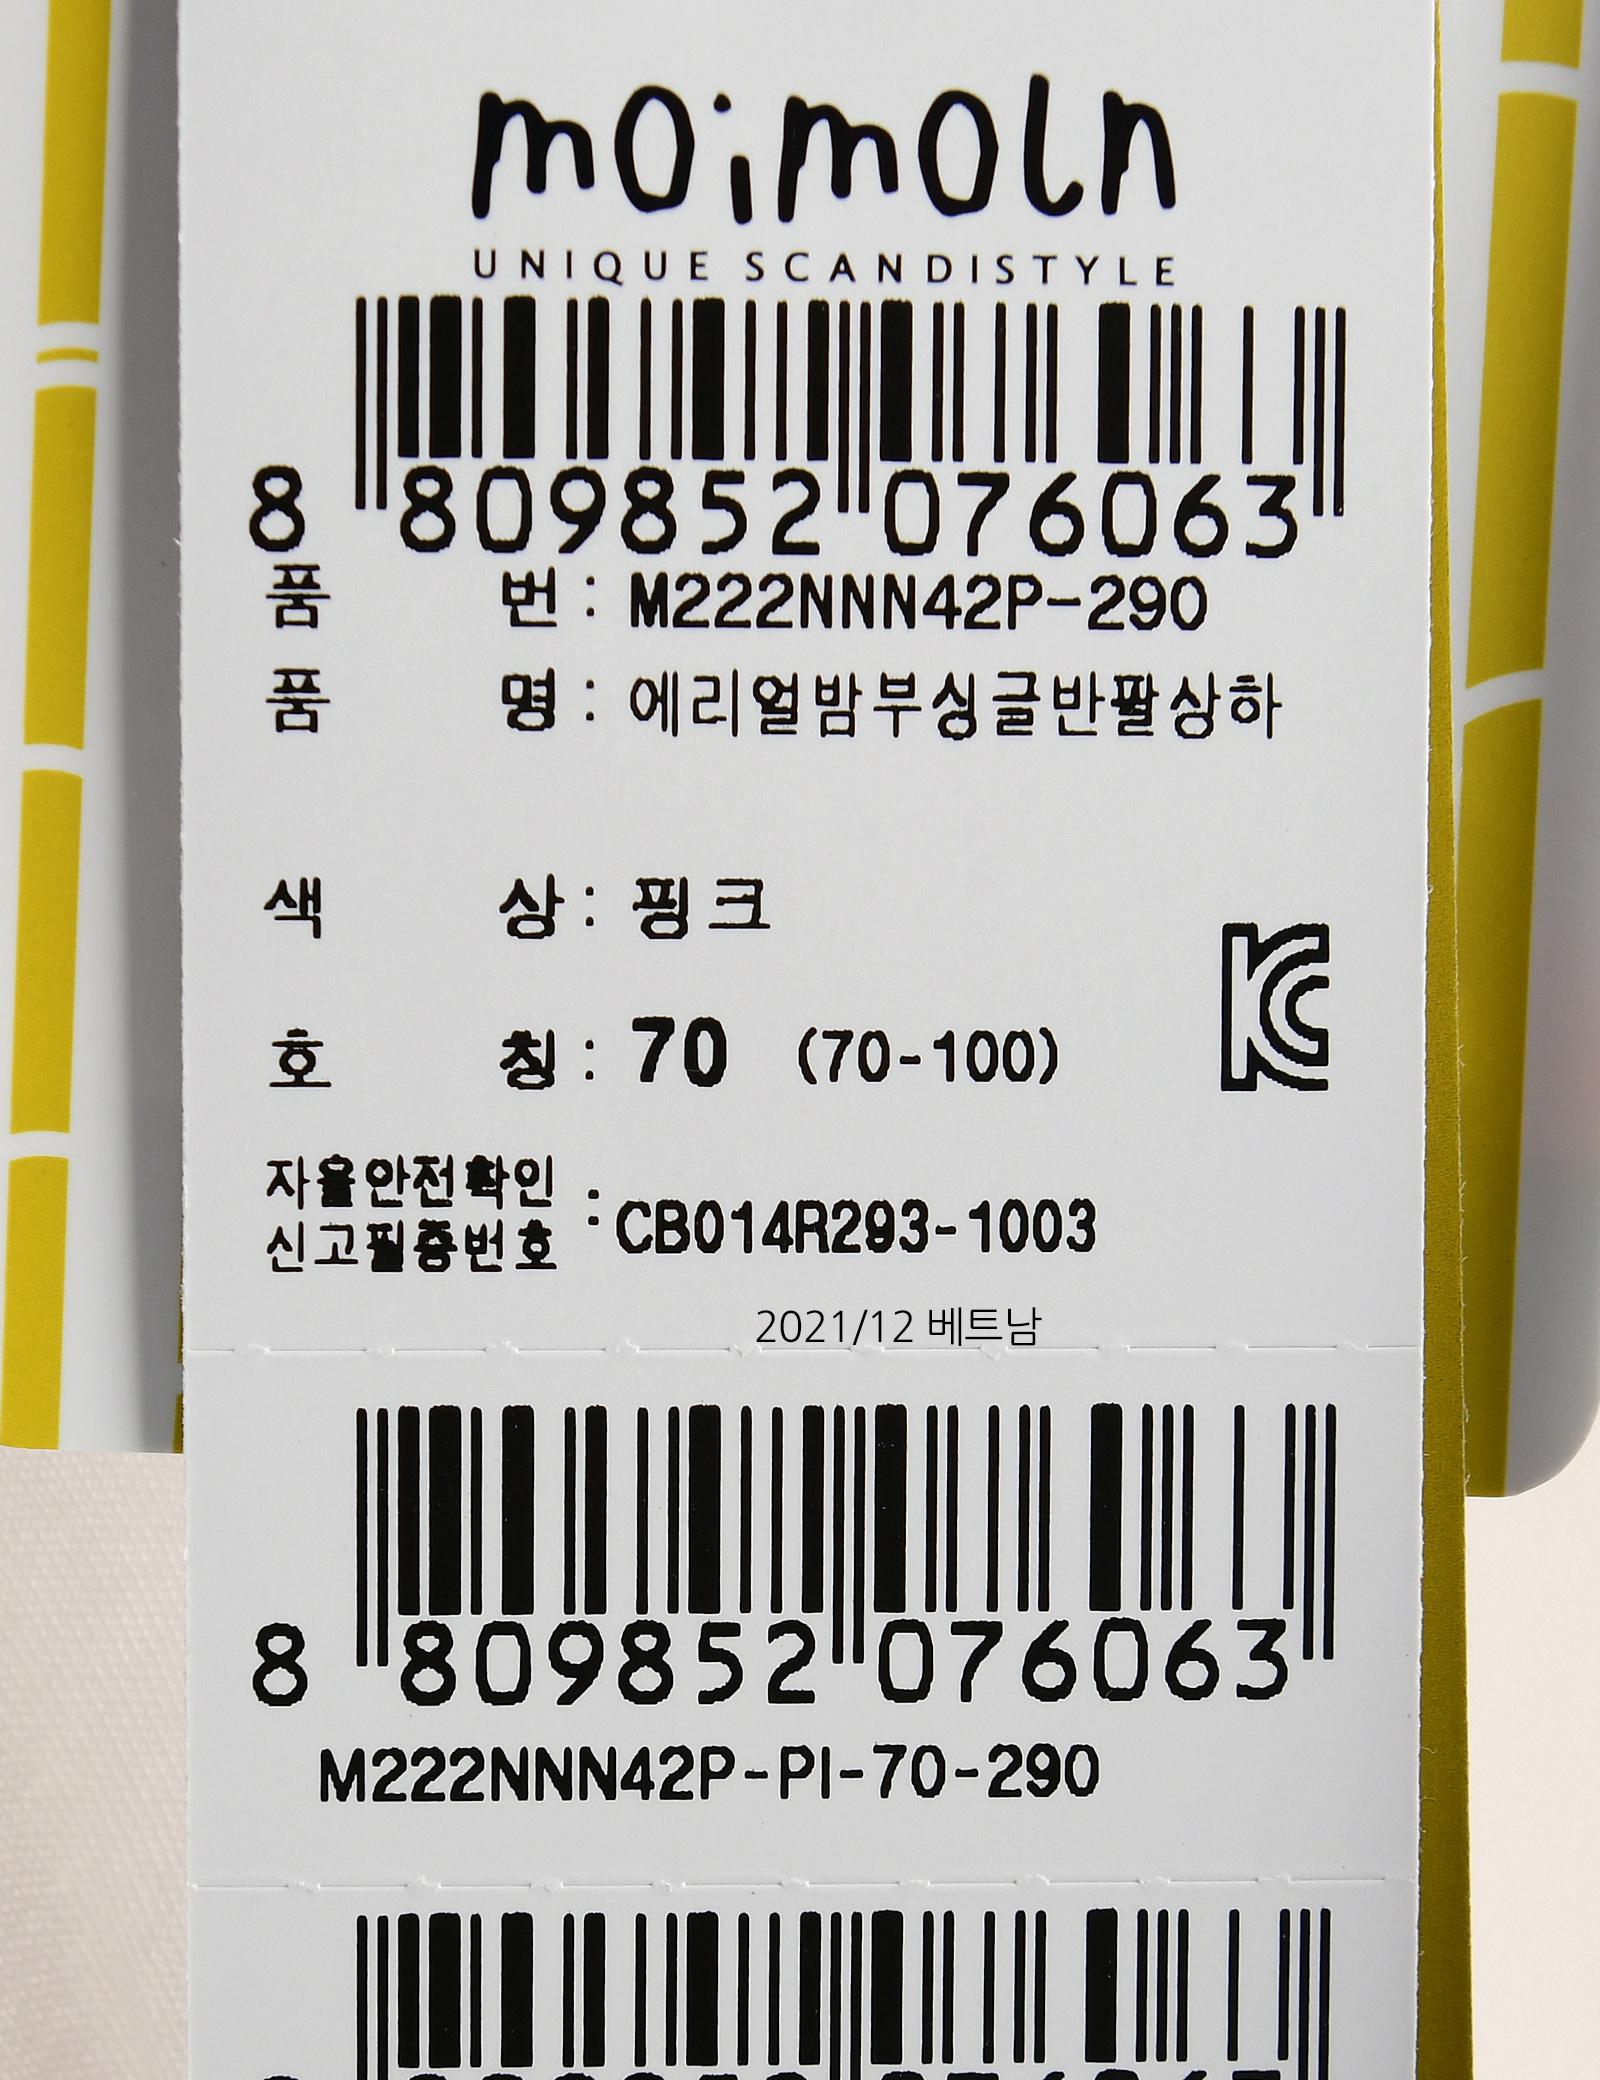 moimoln
UNIQUE SCANDISTYLE
8 809852 076063
품 번 : M222NNN42P-290
품 명 : 에리얼밤부싱글반팔상하
색 상 : 핑크
호 칭 : 70 (70-100)
KC
자율안전확인
신고필증번호 : CB014R293-1003
2021/12 베트남
8 809852 076063
M222NNN42P-PI-70-290